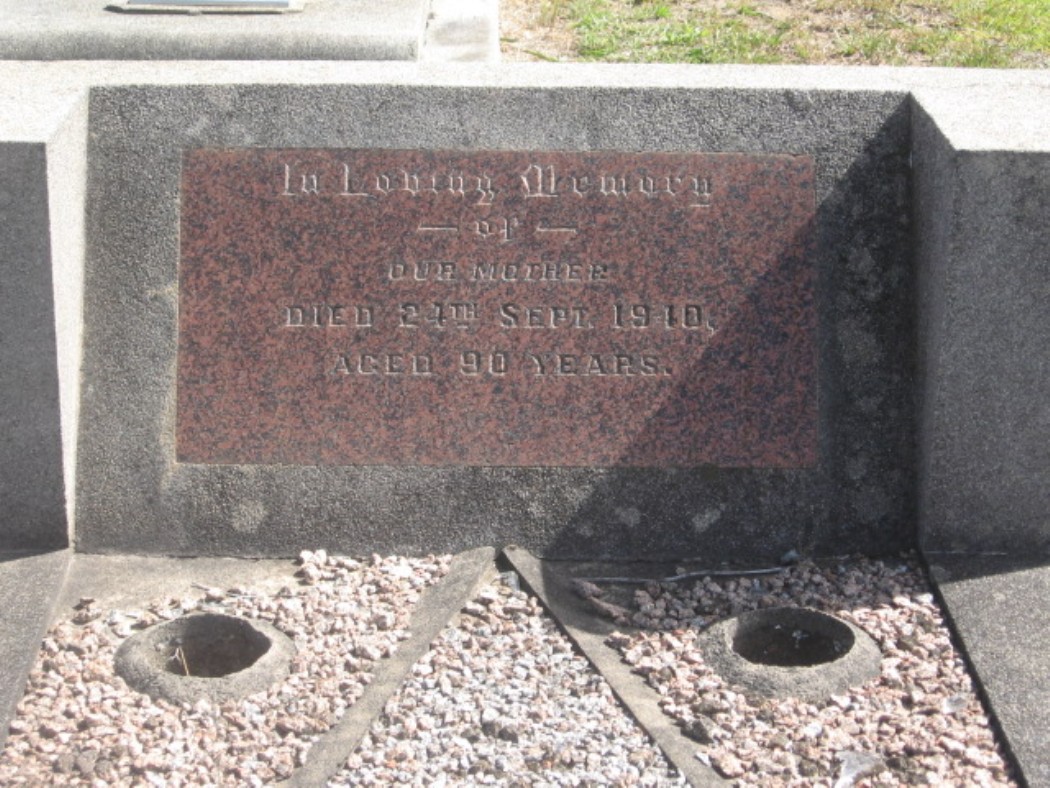 In Loving Memory
— of —
OUR MOTHER
DIED 24TH SEPT. 1940,
AGED 90 YEARS.